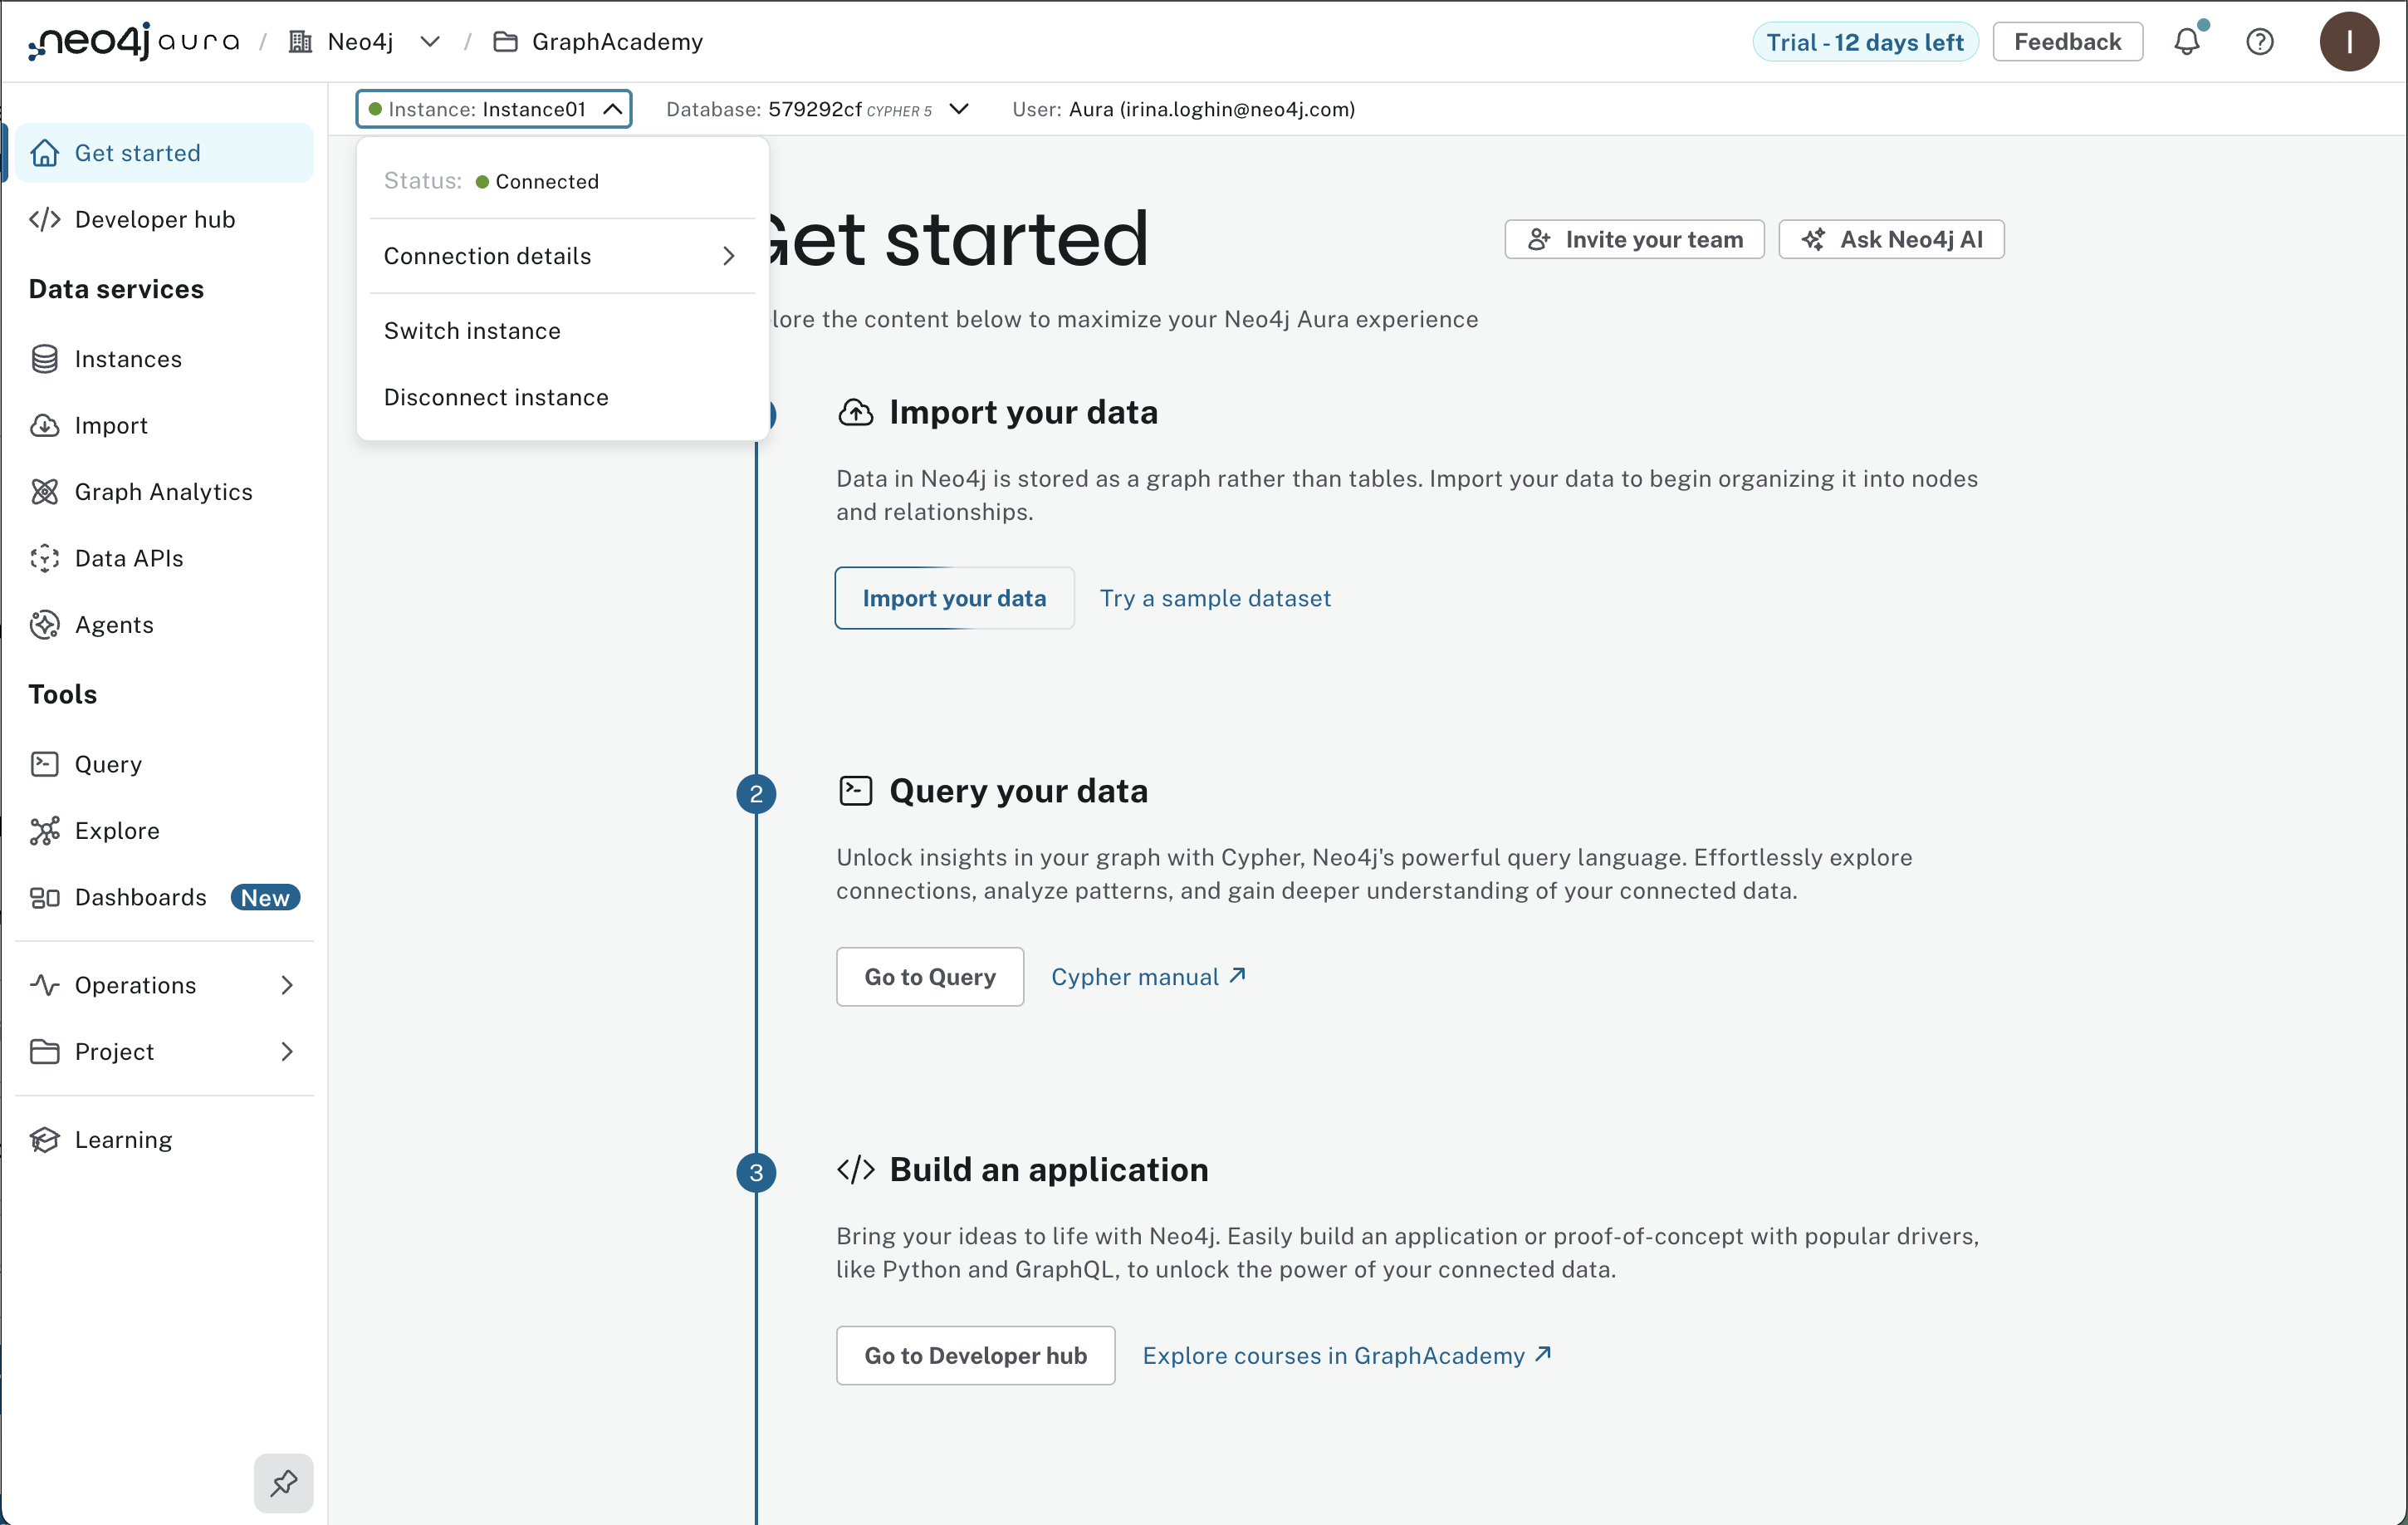 neo4j aura / Neo4j / GraphAcademy
Trial - 12 days left
Feedback
I
Instance: Instance01
Database: 579292cf CYPHER 5
User: Aura (irina.loghin@neo4j.com)
Get started
Developer hub
Data services
Instances
Import
Graph Analytics
Data APIs
Agents
Tools
Query
Explore
Dashboards New
Operations
Project
Learning
Status: Connected
Connection details
Switch instance
Disconnect instance
Get started
Invite your team
Ask Neo4j AI
lore the content below to maximize your Neo4j Aura experience
Import your data
Data in Neo4j is stored as a graph rather than tables. Import your data to begin organizing it into nodes
and relationships.
Import your data
Try a sample dataset
2
Query your data
Unlock insights in your graph with Cypher, Neo4j's powerful query language. Effortlessly explore
connections, analyze patterns, and gain deeper understanding of your connected data.
Go to Query
Cypher manual
3
Build an application
Bring your ideas to life with Neo4j. Easily build an application or proof-of-concept with popular drivers,
like Python and GraphQL, to unlock the power of your connected data.
Go to Developer hub
Explore courses in GraphAcademy